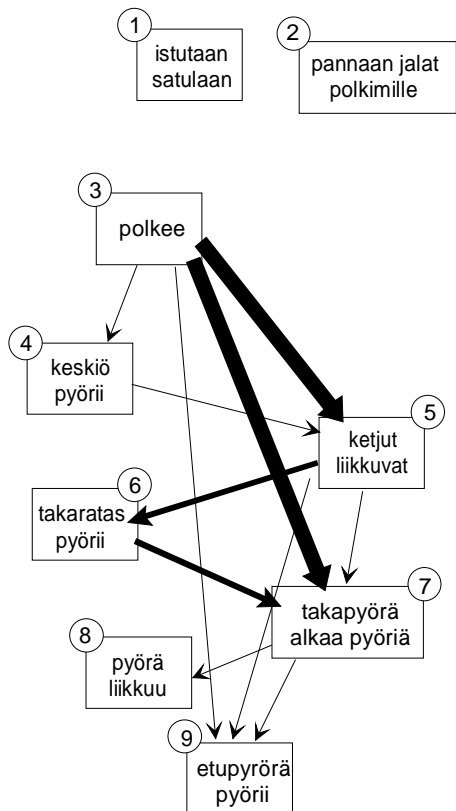 1
istutaan
satulaan
2
pannaan jalat
polkimille
3
polkee
4
keskiö
pyörii
5
ketjut
liikkuvat
6
takaratas
pyörii
7
takapyörä
alkaa pyöriä
8
pyörä
liikkuu
9
etupyrörä
pyörii